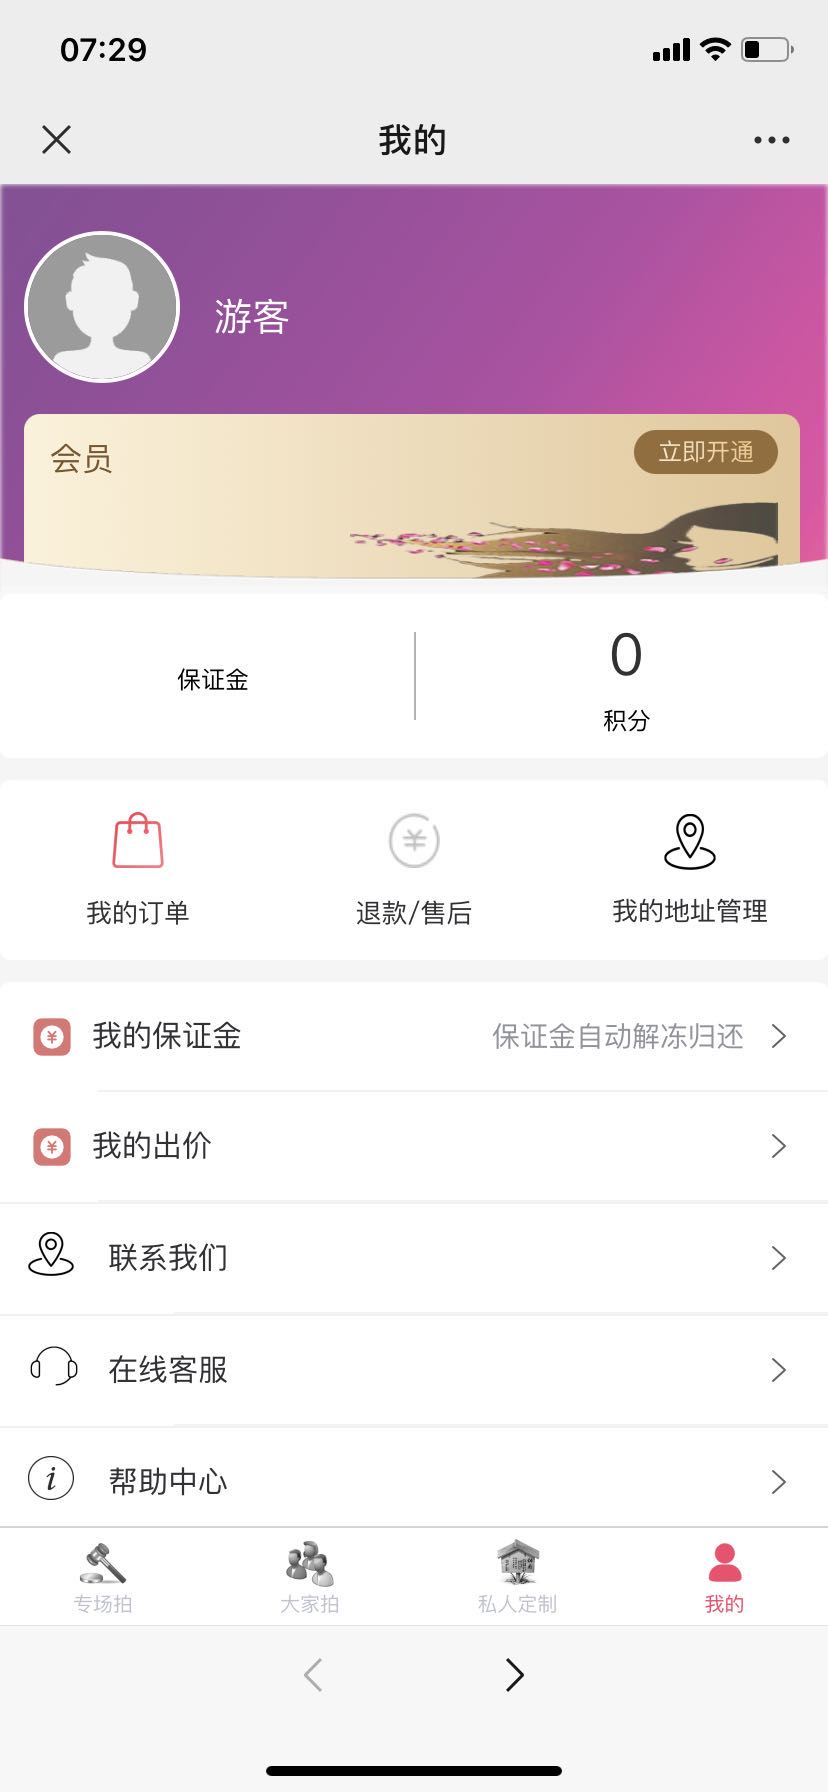 07:29
我的
游客
会员
立即开通
保证金
0
积分
我的订单
退款/售后
我的地址管理
我的保证金
保证金自动解冻归还
我的出价
联系我们
在线客服
帮助中心
专场拍
大家拍
私人定制
我的